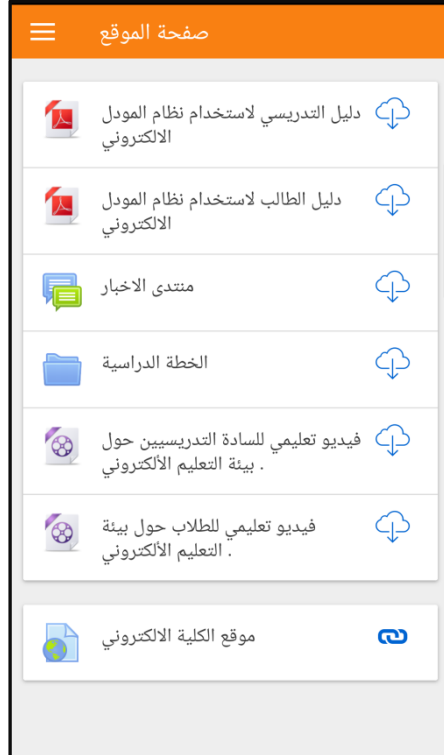 صفحة الموقع
دليل التدريسي لاستخدام نظام المودل
الالكتروني
دليل الطالب لاستخدام نظام المودل
الالكتروني
منتدى الاخبار
الخطة الدراسية
فيديو تعليمي للسادة التدريسيين حول
بيئة التعليم الألكتروني .
فيديو تعليمي للطلاب حول بيئة
التعليم الألكتروني .
موقع الكلية الالكتروني